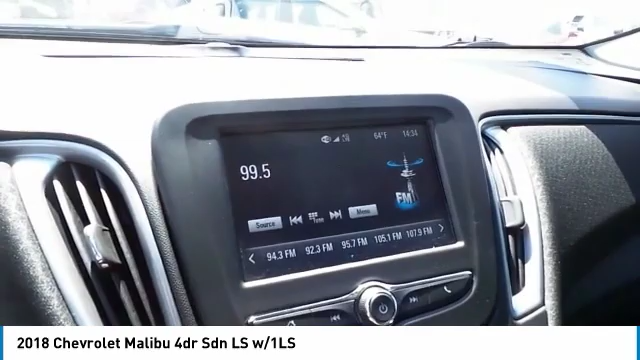 64°F 14:34
99.5
FM
Source Tune Menu
94.3 FM 92.3 FM 95.7 FM 105.1 FM 107.9 FM
2018 Chevrolet Malibu 4dr Sdn LS w/1LS